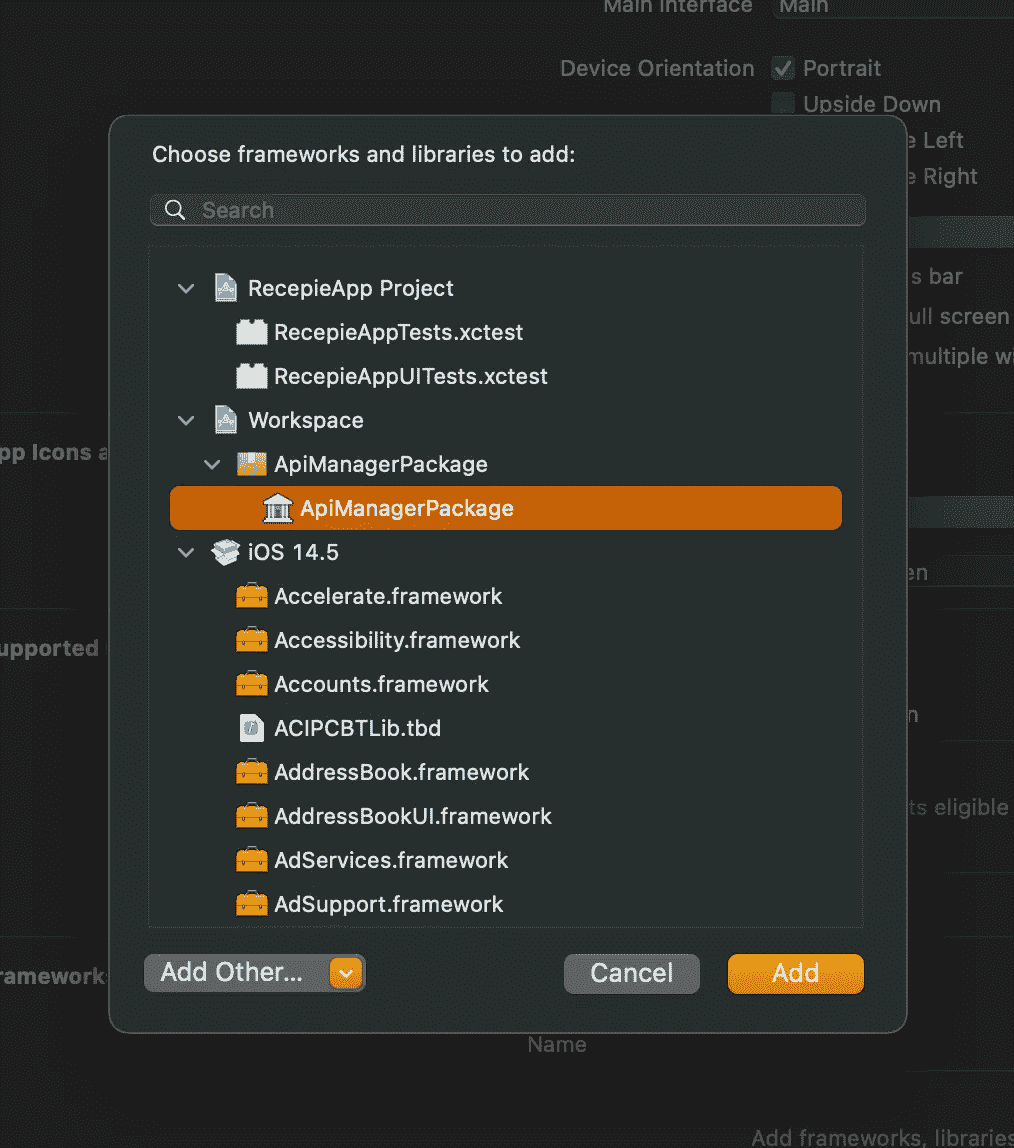 Main Interface Main
Device Orientation Portrait
Upside Down
e Left
e Right
Choose frameworks and libraries to add:
Search
s bar
ull screen
multiple wi
RecepieApp Project
RecepieAppTests.xctest
RecepieAppUITests.xctest
Workspace
pp Icons a
ApiManagerPackage
ApiManagerPackage
iOS 14.5
en
Accelerate.framework
Accessibility.framework
upported
Accounts.framework
n
ACIPCBTLib.tbd
AddressBook.framework
AddressBookUI.framework
ts eligible
AdServices.framework
AdSupport.framework
rameworks
Add Other... Cancel Add
Name
Add frameworks, libraries